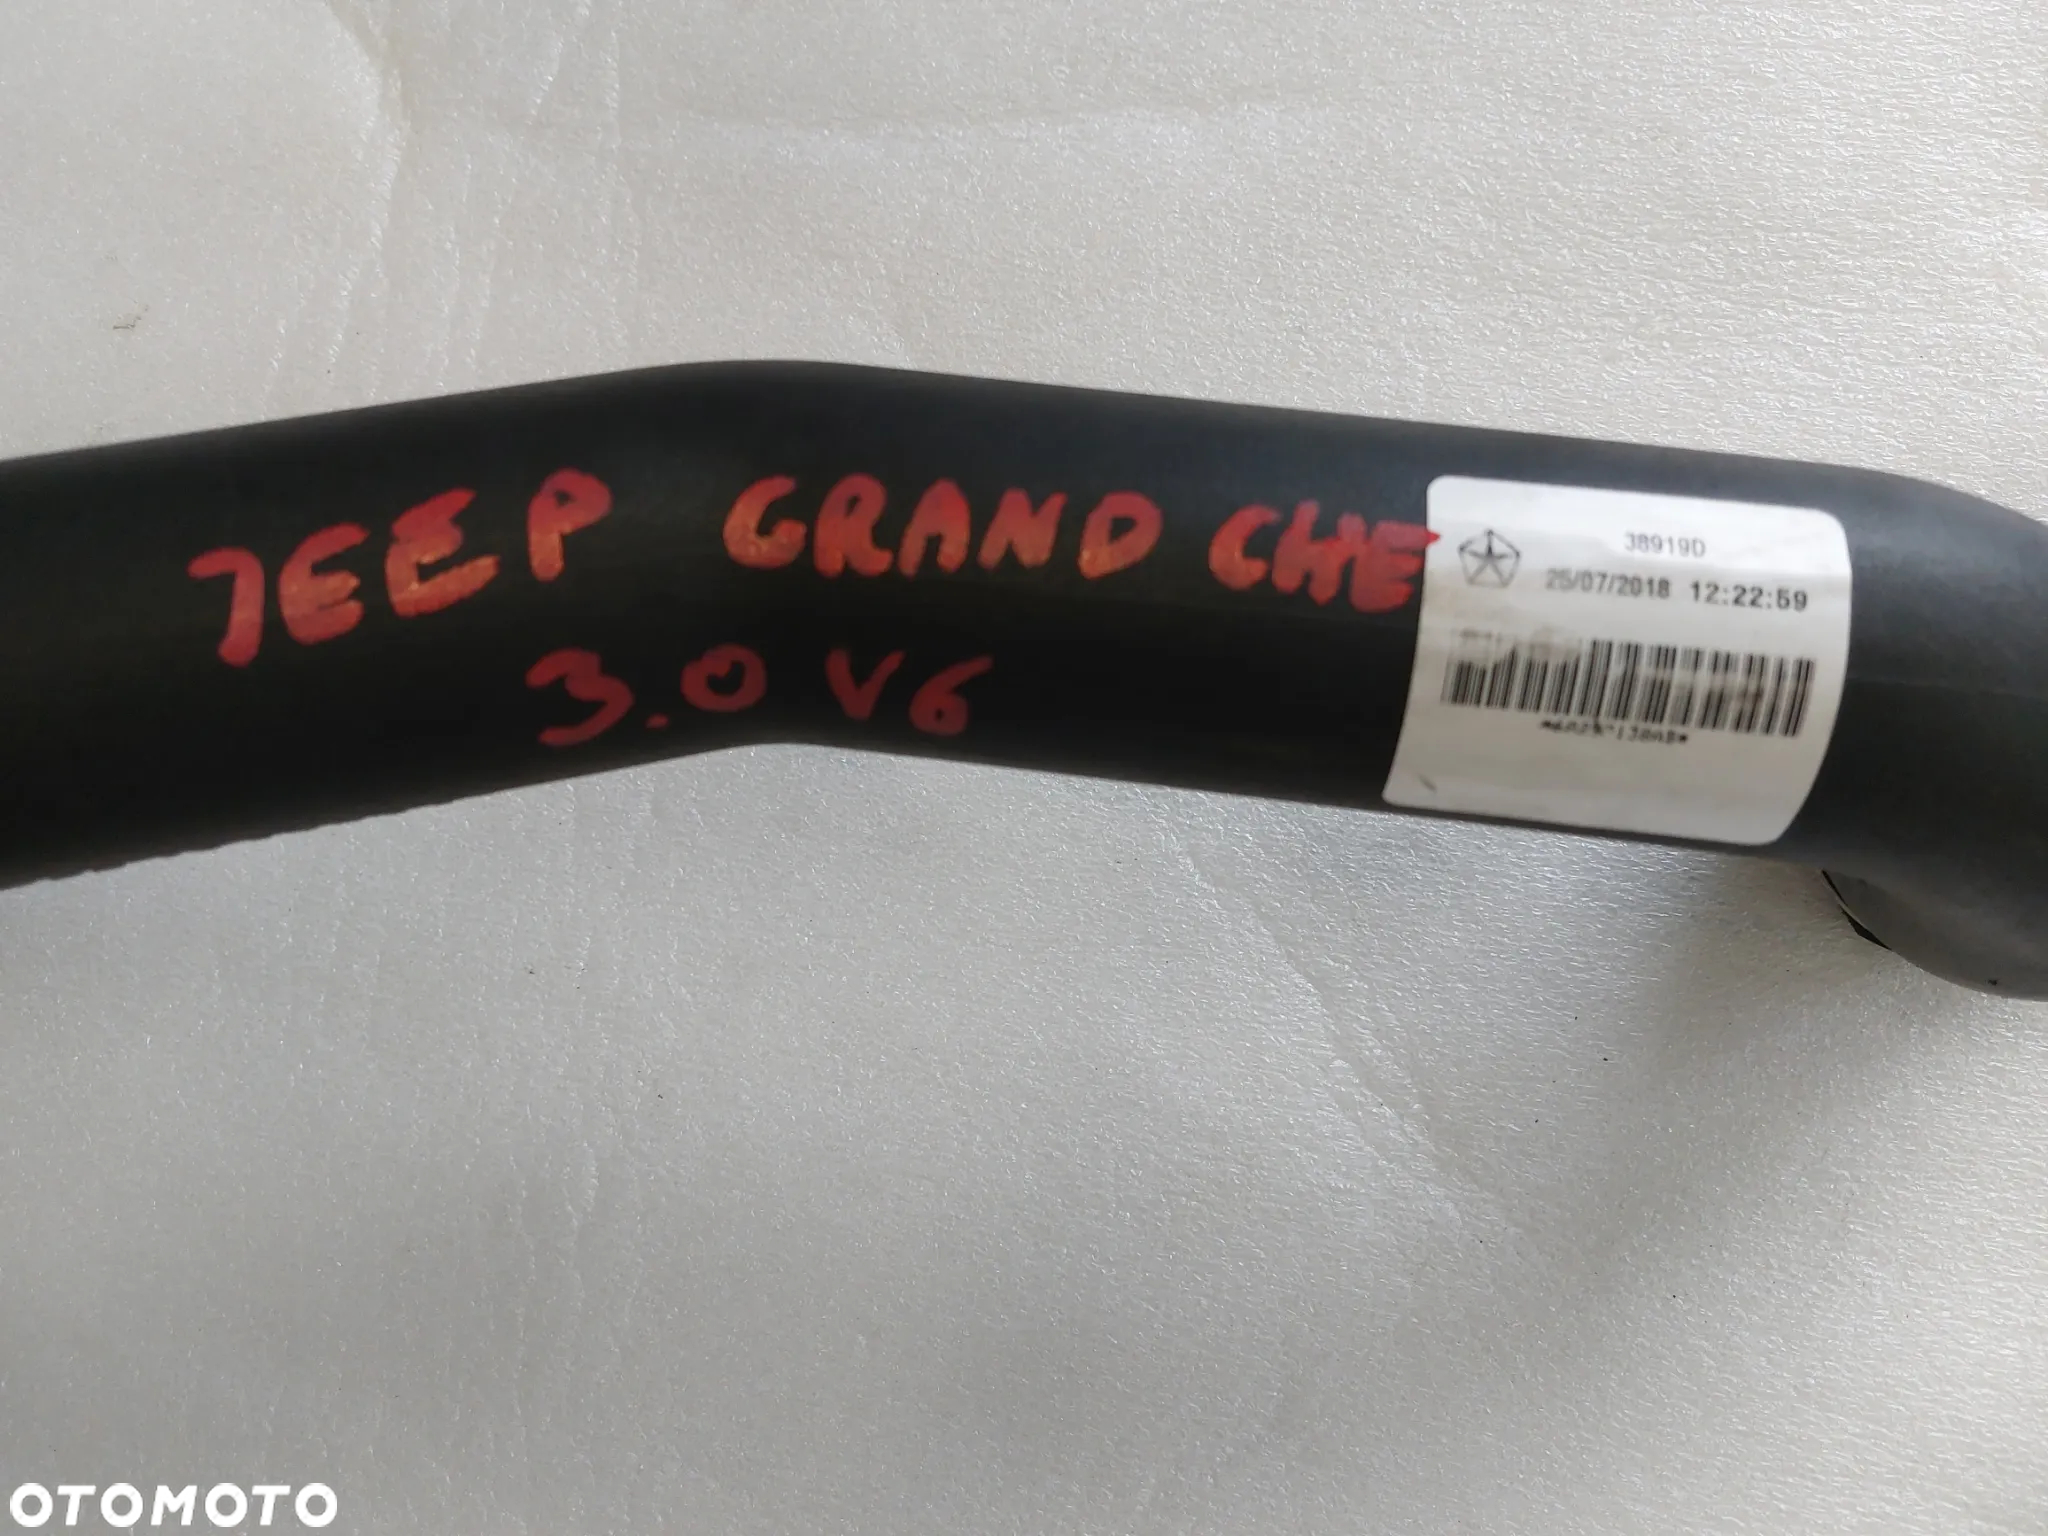 JEEP GRAND CHE
3.0 V6
38919D
25/07/2018 12:22:59
OTOMOTO